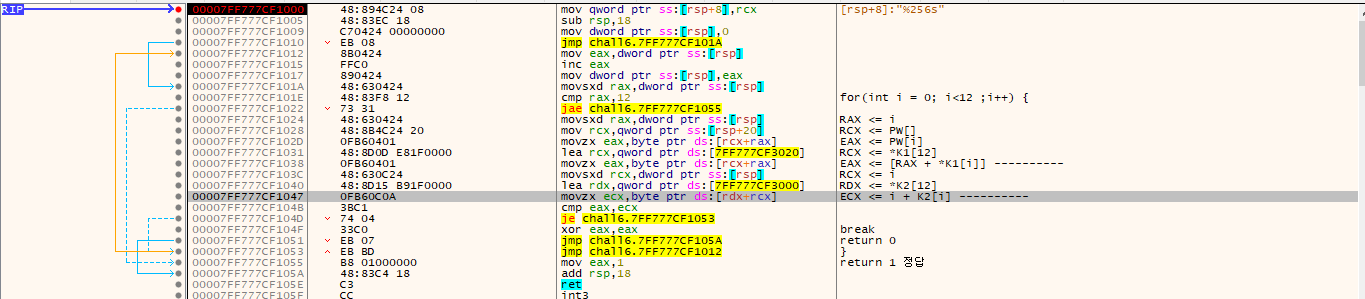 RIP 00007FF777CF1000 48:894C24 08 mov qword ptr ss:[rsp+8],rcx [rsp+8]:"%256s"
00007FF777CF1005 48:83EC 18 sub rsp,18
00007FF777CF1009 C70424 00000000 mov dword ptr ss:[rsp],0
00007FF777CF1010 EB 08 jmp chall6.7FF777CF101A
00007FF777CF1012 8B0424 mov eax,dword ptr ss:[rsp]
00007FF777CF1015 FFC0 inc eax
00007FF777CF1017 890424 mov dword ptr ss:[rsp],eax
00007FF777CF101A 48:630424 movsxd rax,dword ptr ss:[rsp]
00007FF777CF101E 48:83F8 12 cmp rax,12 for(int i = 0; i<12 ;i++) {
00007FF777CF1022 73 31 jae chall6.7FF777CF1055
00007FF777CF1024 48:630424 movsxd rax,dword ptr ss:[rsp] RAX <= i
00007FF777CF1028 48:8B4C24 20 mov rcx,qword ptr ss:[rsp+20] RCX <= PW[]
00007FF777CF102D 0FB60401 movzx eax,byte ptr ds:[rcx+rax] EAX <= PW[i]
00007FF777CF1031 48:8D0D E81F0000 lea rcx,qword ptr ds:[7FF777CF3020] RCX <= *K1[12]
00007FF777CF1038 0FB60401 movzx eax,byte ptr ds:[rcx+rax] EAX <= [RAX + *K1[i]] ----------
00007FF777CF103C 48:630C24 movsxd rcx,dword ptr ss:[rsp] RCX <= i
00007FF777CF1040 48:8D15 B91F0000 lea rdx,qword ptr ds:[7FF777CF3000] RDX <= *K2[12]
00007FF777CF1047 0FB60C0A movzx ecx,byte ptr ds:[rdx+rcx] ECX <= i + K2[i] ----------
00007FF777CF104B 3BC1 cmp eax,ecx
00007FF777CF104D 74 04 je chall6.7FF777CF1053
00007FF777CF104F 33C0 xor eax,eax break
00007FF777CF1051 EB 07 jmp chall6.7FF777CF105A return 0
00007FF777CF1053 EB BD jmp chall6.7FF777CF1012 }
00007FF777CF1055 B8 01000000 mov eax,1 return 1 정답
00007FF777CF105A 48:83C4 18 add rsp,18
00007FF777CF105E C3 ret
00007FF777CF105F CC int3